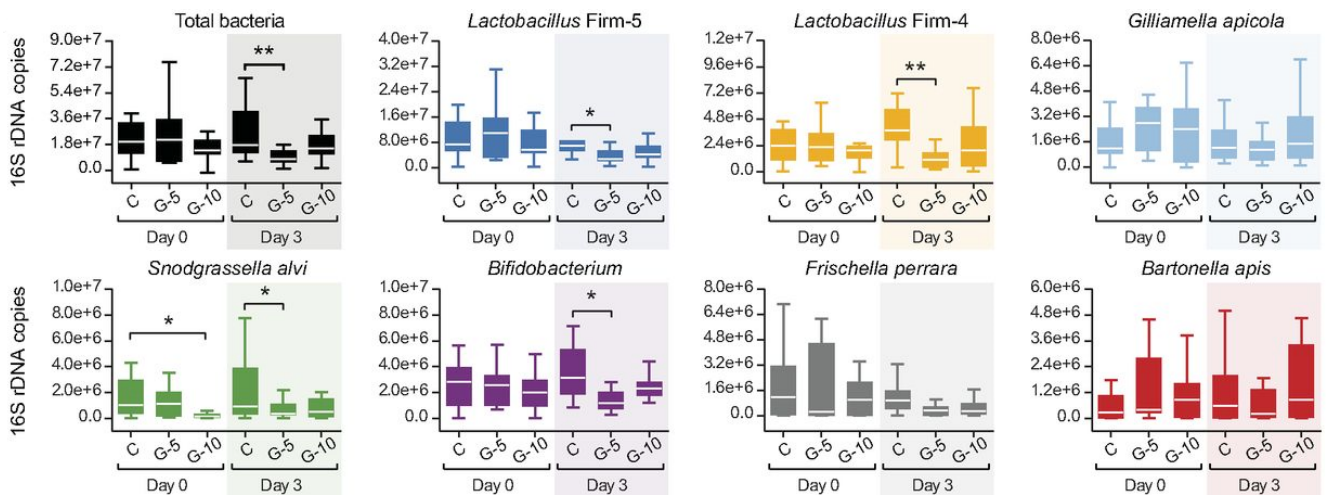 Total bacteria
Lactobacillus Firm-5
Lactobacillus Firm-4
Gilliamella apicola
16S rDNA copies
9.0e+7
7.2e+7
5.4e+7
3.6e+7
1.8e+7
0.0
**
C G-5 G-10 C G-5 G-10
Day 0 Day 3
4.0e+7
3.2e+7
2.4e+7
1.6e+7
8.0e+6
0.0
*
C G-5 G-10 C G-5 G-10
Day 0 Day 3
1.2e+7
9.6e+6
7.2e+6
4.8e+6
2.4e+6
0.0
**
C G-5 G-10 C G-5 G-10
Day 0 Day 3
8.0e+6
6.4e+6
4.8e+6
3.2e+6
1.6e+6
0.0
C G-5 G-10 C G-5 G-10
Day 0 Day 3
Snodgrassella alvi
Bifidobacterium
Frischella perrara
Bartonella apis
16S rDNA copies
1.0e+7
8.0e+6
6.0e+6
4.0e+6
2.0e+6
0.0
* *
C G-5 G-10 C G-5 G-10
Day 0 Day 3
1.0e+7
8.0e+6
6.0e+6
4.0e+6
2.0e+6
0.0
*
C G-5 G-10 C G-5 G-10
Day 0 Day 3
8.0e+6
6.4e+6
4.8e+6
3.2e+6
1.6e+6
0.0
C G-5 G-10 C G-5 G-10
Day 0 Day 3
6.0e+6
4.8e+6
3.6e+6
2.4e+6
1.2e+6
0.0
C G-5 G-10 C G-5 G-10
Day 0 Day 3